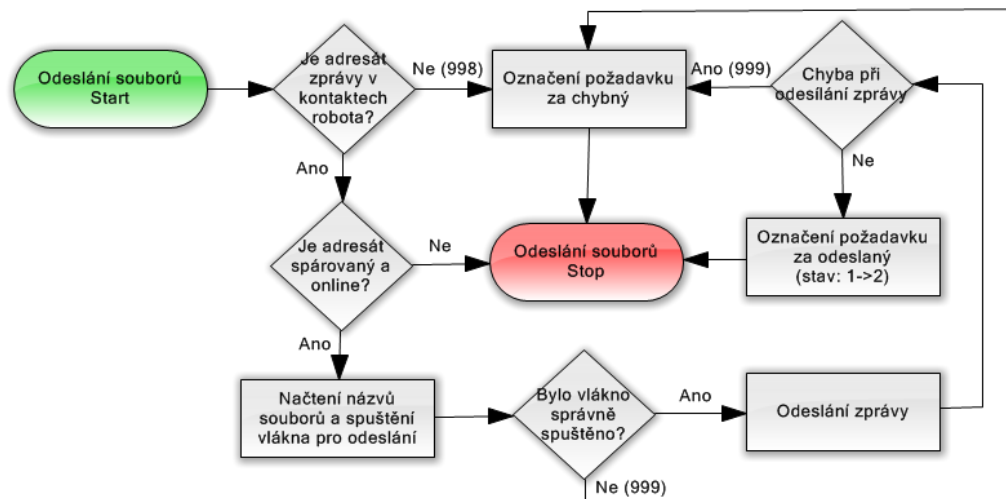 Odeslání souborů
Start
Je adresát
zprávy v
kontaktech
robota?
Ne (998)
Označení požadavku
za chybný
Ano (999)
Chyba při
odesílání zprávy
Ano
Ne
Je adresát
spárovaný a
online?
Ne
Odeslání souborů
Stop
Označení požadavku
za odeslaný
(stav: 1->2)
Ano
Načtení názvů
souborů a spuštění
vlákna pro odeslání
Bylo vlákno
správně
spuštěno?
Ano
Odeslání zprávy
Ne (999)